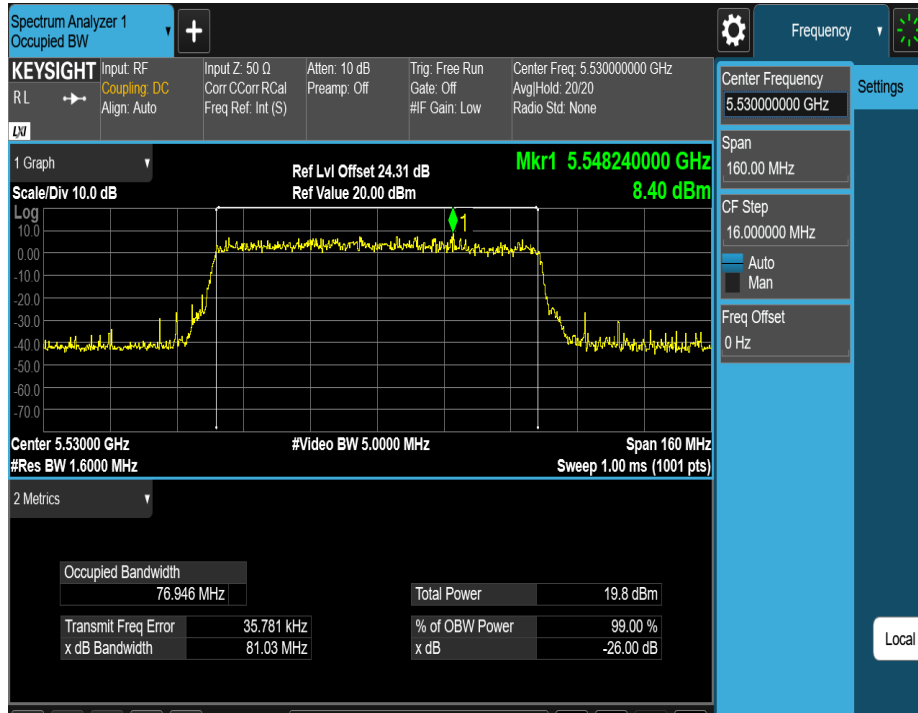 Spectrum Analyzer 1
Occupied BW
+
Frequency
KEYSIGHT
R L
LXI
Input: RF
Coupling: DC
Align: Auto
Input Z: 50 Ω
Corr CCorr RCal
Freq Ref: Int (S)
Atten: 10 dB
Preamp: Off
Trig: Free Run
Gate: Off
#IF Gain: Low
Center Freq: 5.530000000 GHz
Avg|Hold: 20/20
Radio Std: None
1 Graph
Scale/Div 10.0 dB
Ref Lvl Offset 24.31 dB
Ref Value 20.00 dBm
Mkr1 5.548240000 GHz
8.40 dBm
Log
10.0
0.00
-10.0
-20.0
-30.0
-40.0
-50.0
-60.0
-70.0
1
Center 5.53000 GHz
#Res BW 1.6000 MHz
#Video BW 5.0000 MHz
Span 160 MHz
Sweep 1.00 ms (1001 pts)
2 Metrics
Occupied Bandwidth
76.946 MHz
Transmit Freq Error 35.781 kHz
x dB Bandwidth 81.03 MHz
Total Power 19.8 dBm
% of OBW Power 99.00 %
x dB -26.00 dB
Center Frequency
5.530000000 GHz
Span
160.00 MHz
CF Step
16.000000 MHz
Auto
Man
Freq Offset
0 Hz
Settings
Local